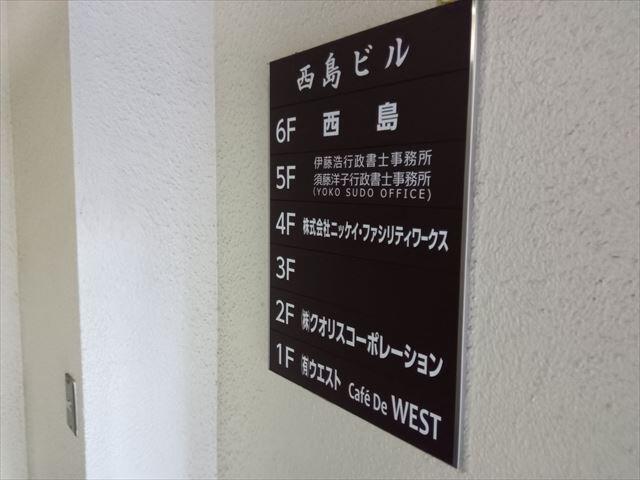 西島ビル
6F 西島
5F 伊藤浩行政書士事務所
須藤洋子行政書士事務所
(YOKO SUDO OFFICE)
4F 株式会社ニッケイ・ファシリティワークス
3F
2F ㈱クオリスコーポレーション
1F ㈲ウエスト Café De WEST